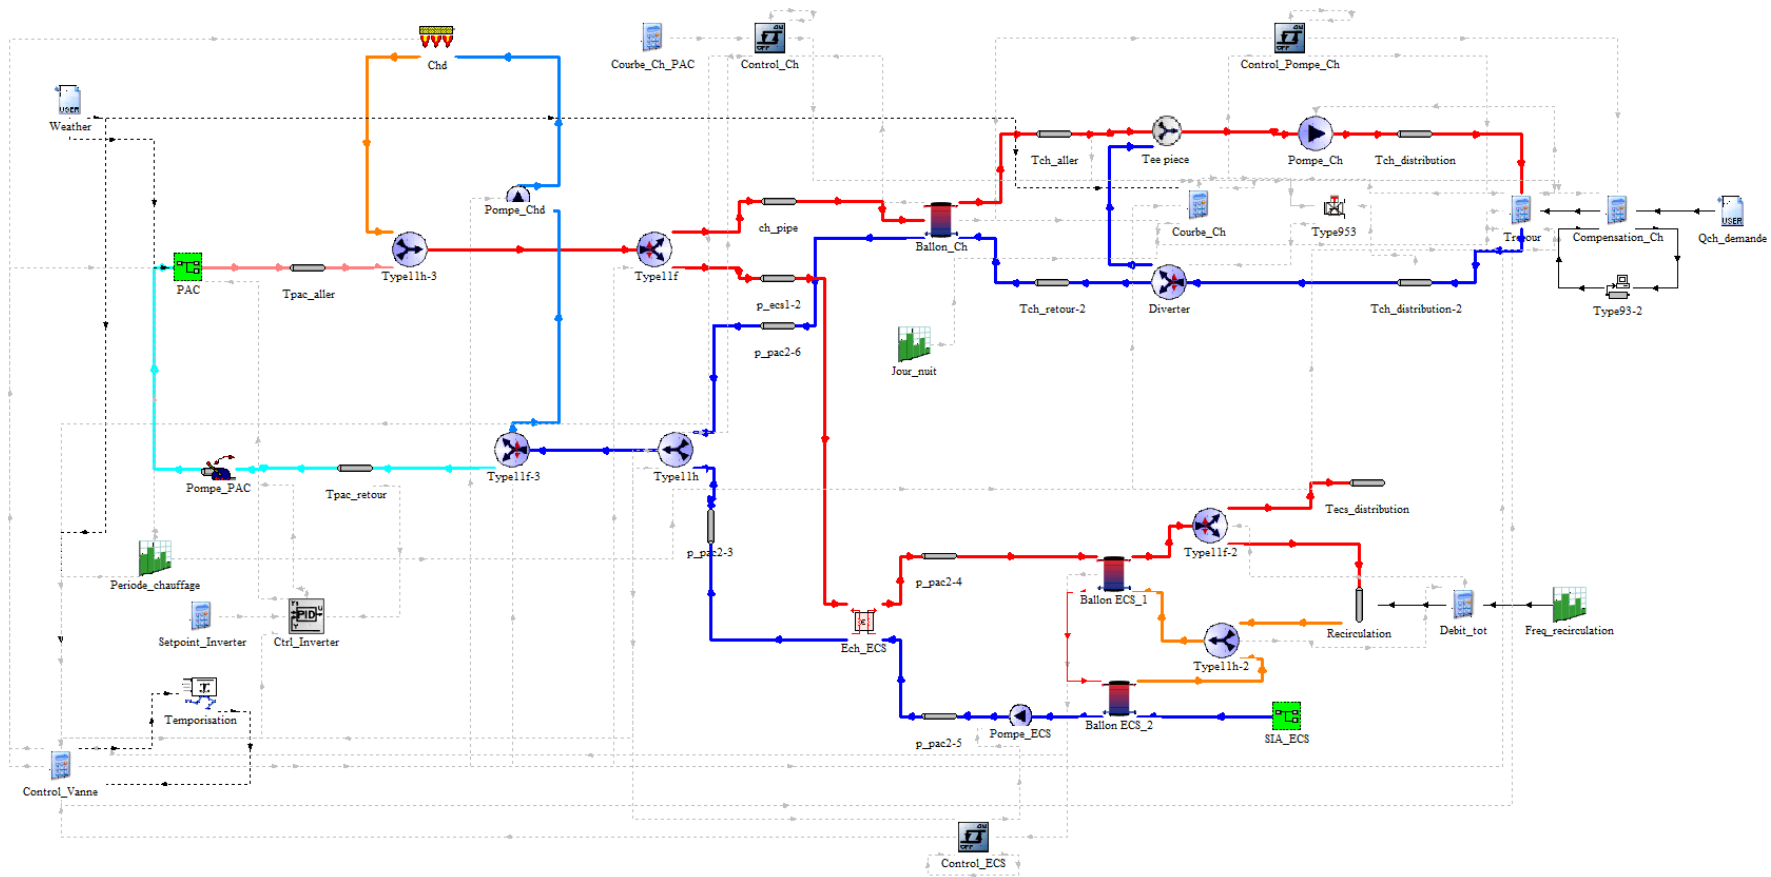 Chd
Courbe_Ch_PAC
Control_Ch
Control_Pompe_Ch
USER
Weather
Tch_aller
Tee piece
Pompe_Ch
Tch_distribution
Pompe_Chd
ch_pipe
Ballon_Ch
Courbe_Ch
Type953
Compensation_Ch
USER
Qch_demande
PAC
Tpac_aller
Type11h-3
Type11f
p_ecs1-2
Tch_retour-2
Diverter
Tch_distribution-2
Type93-2
p_pac2-6
Jour_nuit
Pompe_PAC
Tpac_retour
Type11f-3
Type11h
Tecs_distribution
p_pac2-3
Type11f-2
Periode_chauffage
p_pac2-4
Ballon ECS_1
Setpoint_Inverter
PID
Ctrl_Inverter
Ech_ECS
Recirculation
Debit_tot
Freq_recirculation
Type11h-2
Temporisation
p_pac2-5
Pompe_ECS
Ballon ECS_2
SIA_ECS
Control_Vanne
Control_ECS